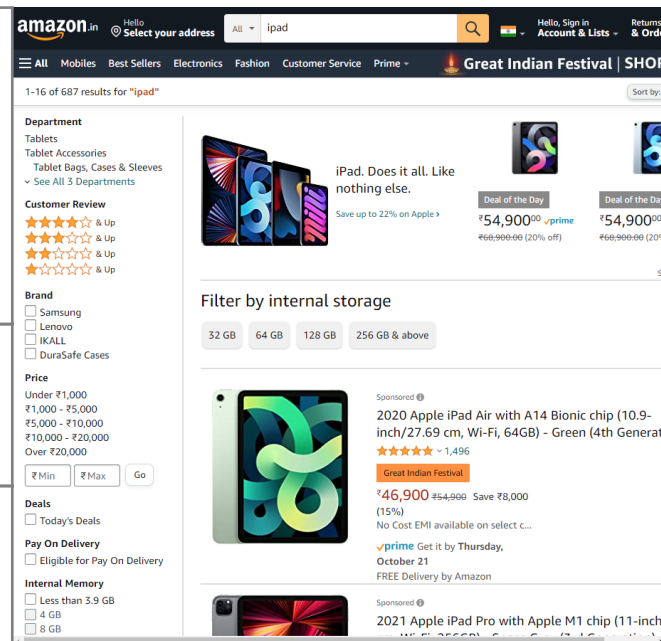 amazon.in
Hello
Select your address
All
ipad
Hello, Sign in
Account & Lists
Returns
& Orde
All Mobiles Best Sellers Electronics Fashion Customer Service Prime
Great Indian Festival | SHOP
1-16 of 687 results for "ipad"
Sort by:
Department
Tablets
Tablet Accessories
Tablet Bags, Cases & Sleeves
See All 3 Departments
Customer Review
& Up
& Up
& Up
& Up
Brand
Samsung
Lenovo
IKALL
DuraSafe Cases
Price
Under ₹1,000
₹1,000 - ₹5,000
₹5,000 - ₹10,000
₹10,000 - ₹20,000
Over ₹20,000
₹ Min
₹ Max
Go
Deals
Today's Deals
Pay On Delivery
Eligible for Pay On Delivery
Internal Memory
Less than 3.9 GB
4 GB
8 GB
iPad. Does it all. Like
nothing else.
Save up to 22% on Apple ›
Deal of the Day
₹54,900⁰⁰ prime
₹68,900.00 (20% off)
Deal of the Day
₹54,900⁰⁰
₹68,900.00 (20%
Filter by internal storage
32 GB
64 GB
128 GB
256 GB & above
Sponsored
2020 Apple iPad Air with A14 Bionic chip (10.9-
inch/27.69 cm, Wi-Fi, 64GB) - Green (4th Generat
1,496
Great Indian Festival
₹46,900 ₹54,900 Save ₹8,000
(15%)
No Cost EMI available on select c...
prime Get it by Thursday,
October 21
FREE Delivery by Amazon
Sponsored
2021 Apple iPad Pro with Apple M1 chip (11-inch